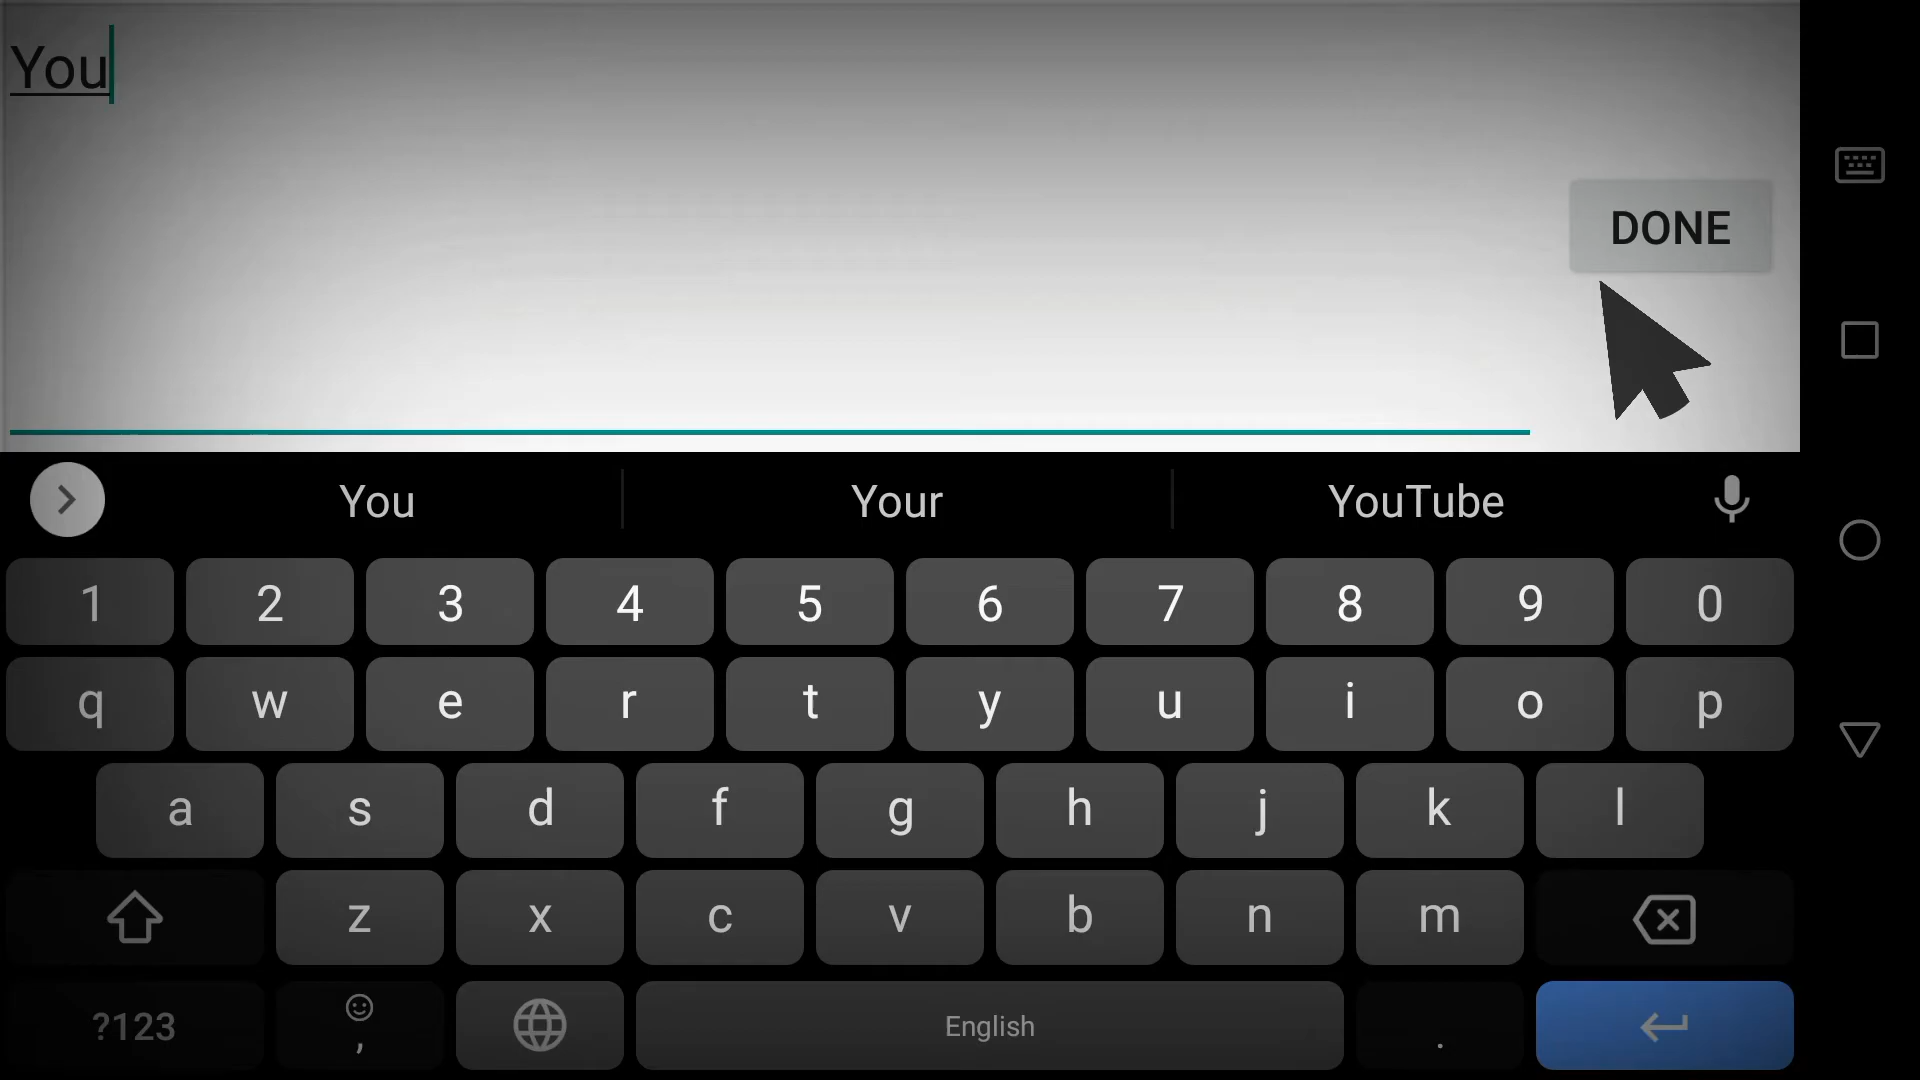 You
DONE
You Your YouTube
1 2 3 4 5 6 7 8 9 0
q w e r t y u i o p
a s d f g h j k l
z x c v b n m
?123 , English .